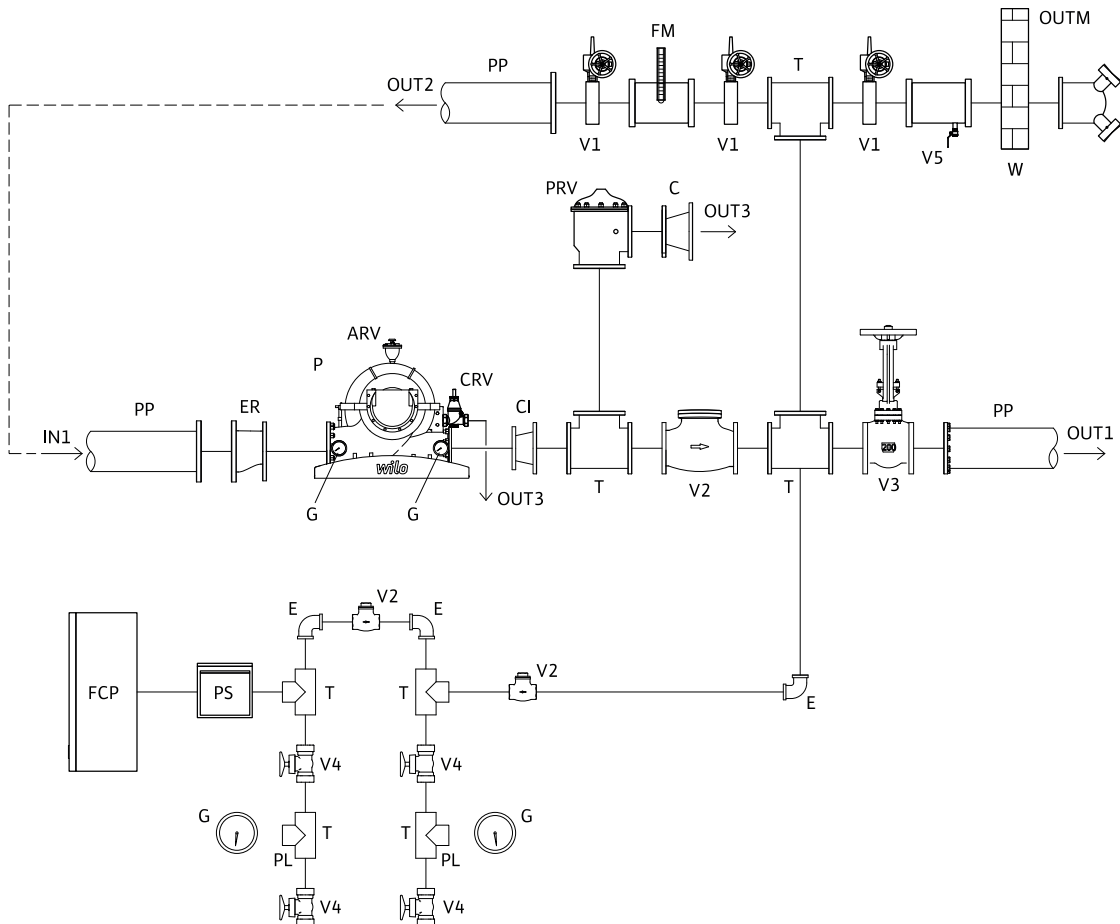 OUTM
FM
OUT2
PP
T
V1
V1
V1
V5
W
PRV
C
OUT3
ARV
P
CRV
PP
ER
CI
PP
IN1
200
OUT1
wilo
OUT3
T
V2
T
V3
G
G
V2
E
E
V2
FCP
PS
T
T
E
V4
V4
G
T
T
G
PL
PL
V4
V4